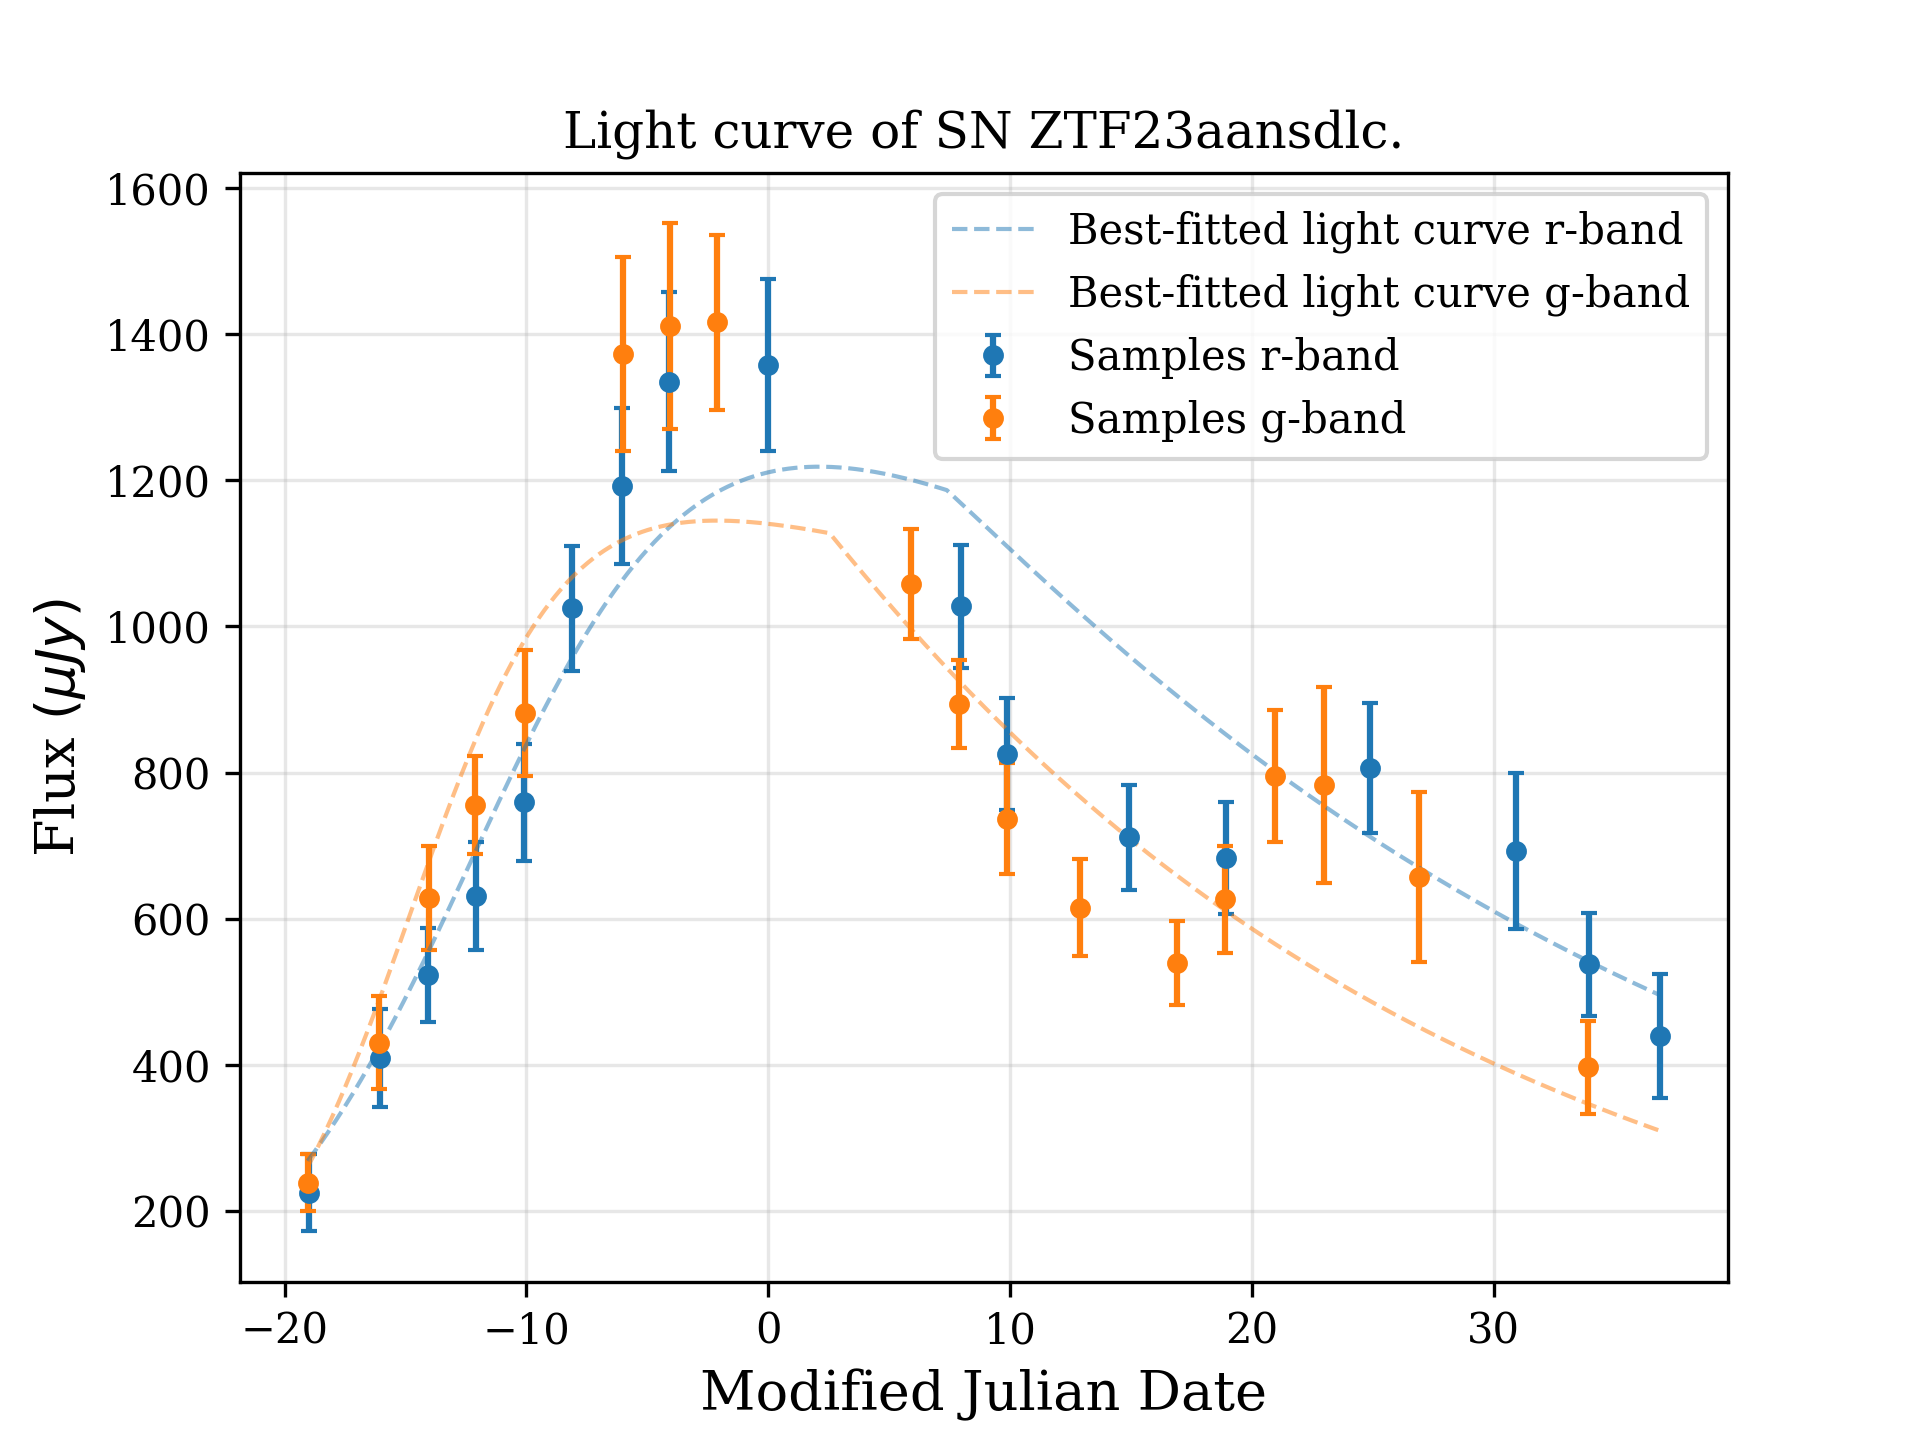 Light curve of SN ZTF23aansdlc.
1600
1400
1200
1000
800
600
400
200
Flux (μJy)
Best-fitted light curve r-band
Best-fitted light curve g-band
Samples r-band
Samples g-band
−20 −10 0 10 20 30
Modified Julian Date